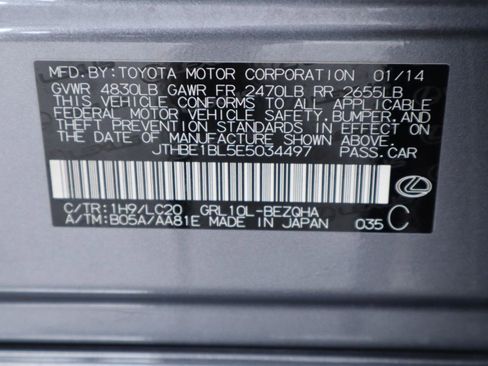 MFD.BY:TOYOTA MOTOR CORPORATION 01/14
GVWR 4830LB GAWR FR 2470LB RR 2655LB
THIS VEHICLE CONFORMS TO ALL APPLICABLE
FEDERAL MOTOR VEHICLE SAFETY,BUMPER,AND
THEFT PREVENTION STANDARDS IN EFFECT ON
THE DATE OF MANUFACTURE SHOWN ABOVE.
JTHBE1BL5E5034497 PASS.CAR
C/TR:1H9/LC20 GRL10L-BEZQHA
A/TM:B05A/AA81E MADE IN JAPAN 035 C